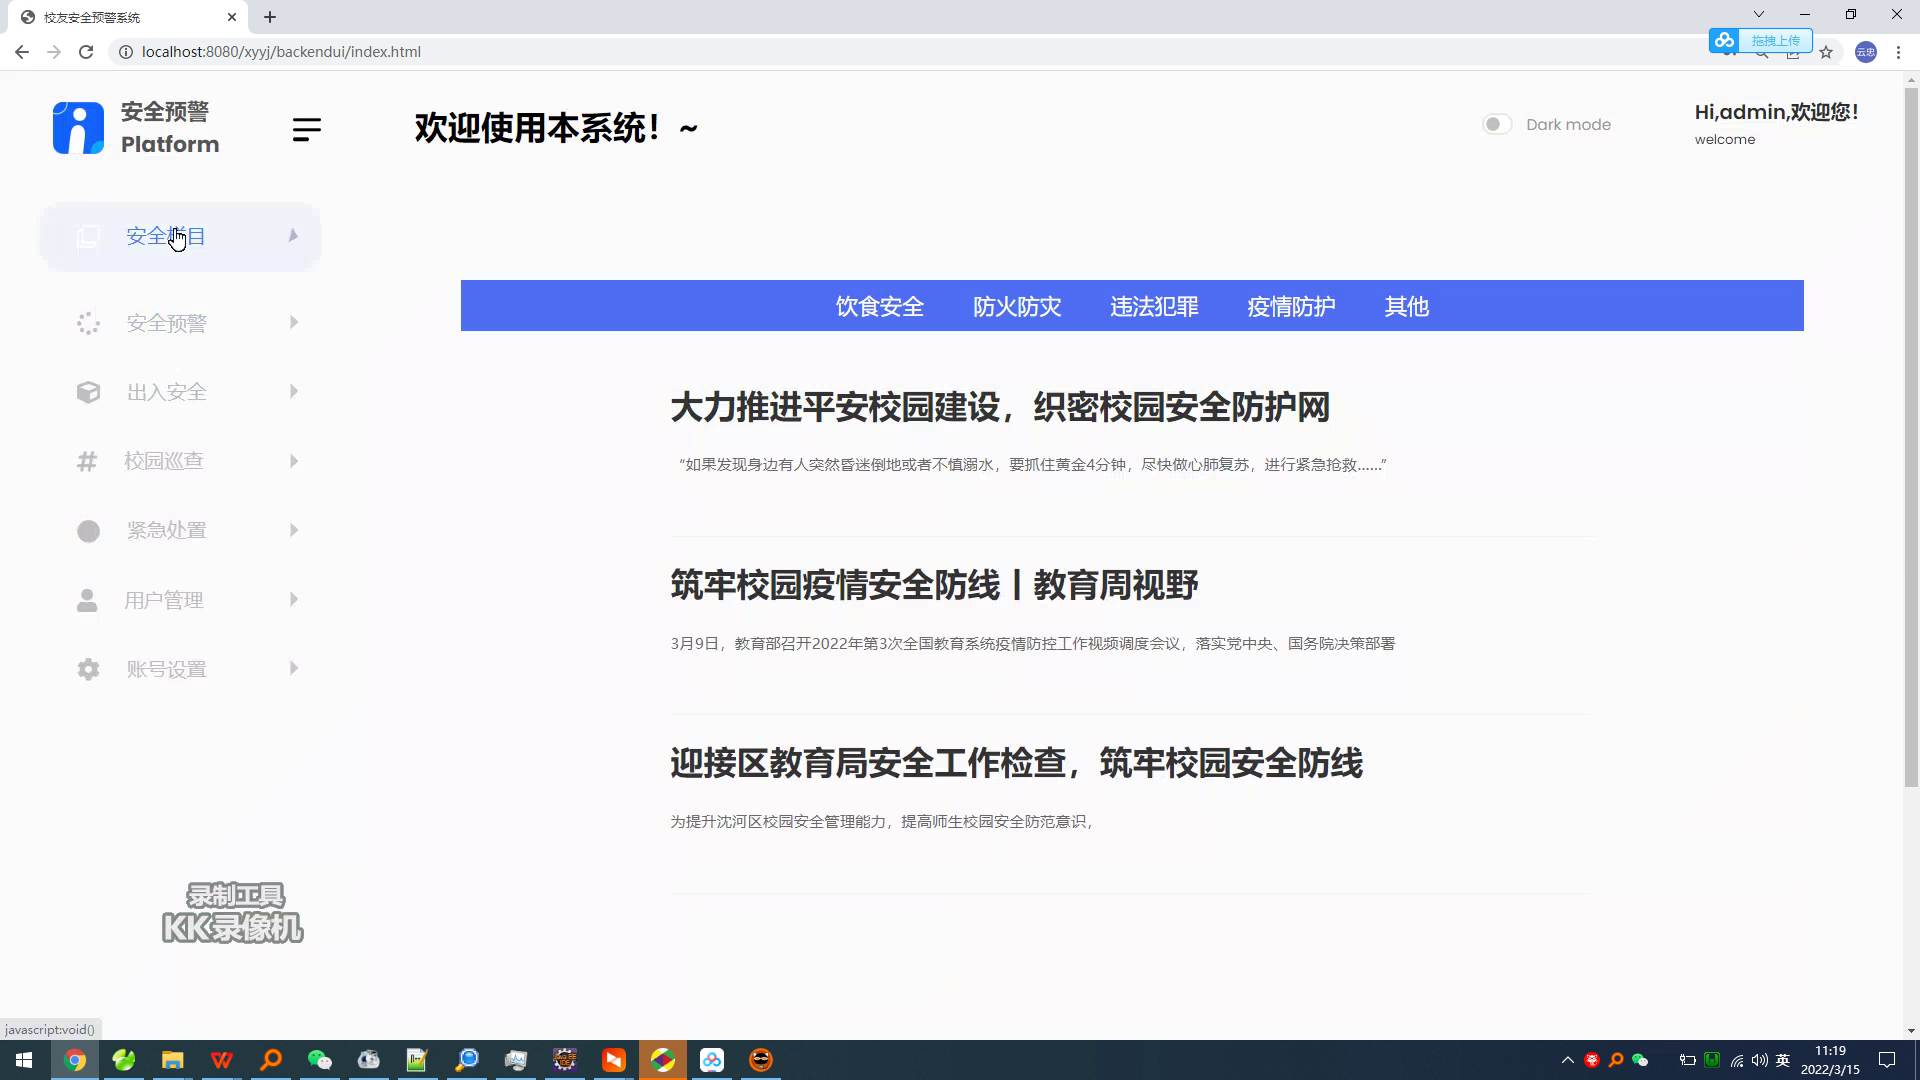 校友安全预警系统
localhost:8080/xyyj/backendui/index.html
拖拽上传
云忠
安全预警
Platform
欢迎使用本系统！~
Dark mode
Hi,admin,欢迎您!
welcome
安全栏目
安全预警
出入安全
校园巡查
紧急处置
用户管理
账号设置
饮食安全 防火防灾 违法犯罪 疫情防护 其他
大力推进平安校园建设，织密校园安全防护网
“如果发现身边有人突然昏迷倒地或者不慎溺水，要抓住黄金4分钟，尽快做心肺复苏，进行紧急抢救……”
筑牢校园疫情安全防线丨教育周视野
3月9日，教育部召开2022年第3次全国教育系统疫情防控工作视频调度会议，落实党中央、国务院决策部署
迎接区教育局安全工作检查，筑牢校园安全防线
为提升沈河区校园安全管理能力，提高师生校园安全防范意识，
录制工具
KK录像机
javascript:void()
英
11:19
2022/3/15